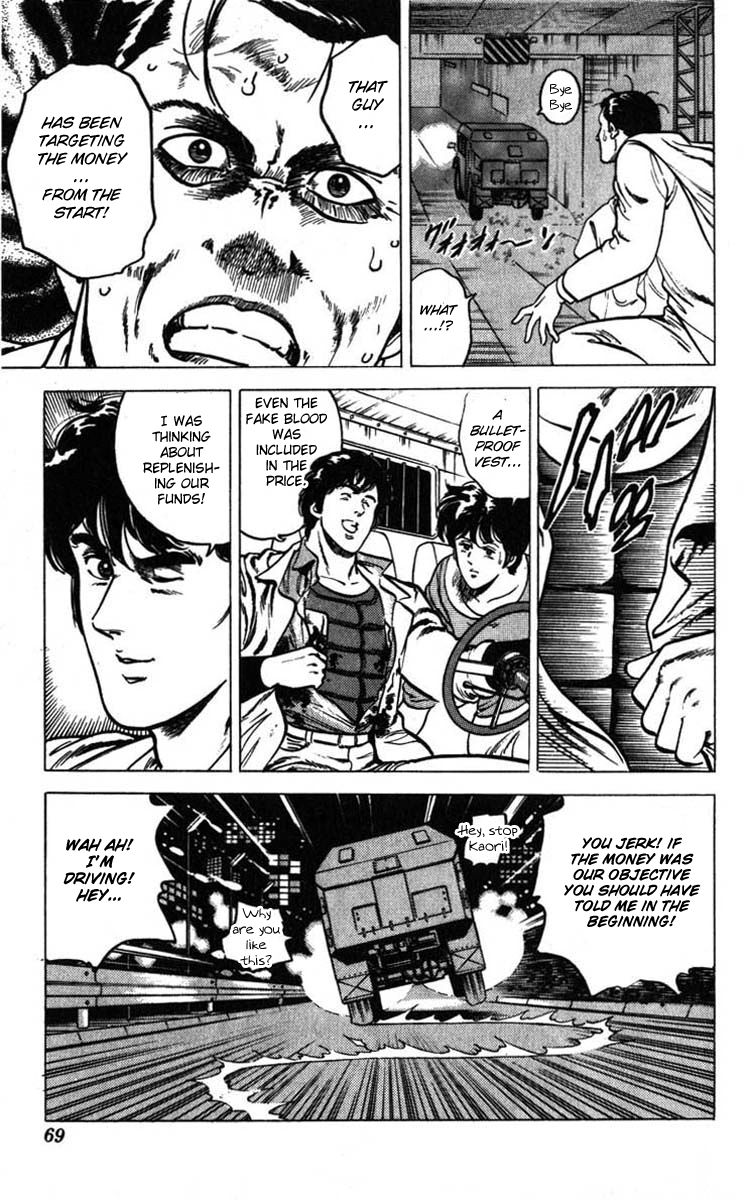 Bye
Bye
グォオオォ〜ーン
WHAT
...!?
THAT
GUY
...
HAS BEEN
TARGETING
THE MONEY
...
FROM THE
START!
A
BULLET-
PROOF
VEST...
EVEN THE
FAKE BLOOD
WAS
INCLUDED
IN THE
PRICE.
I WAS
THINKING
ABOUT
REPLENISH-
ING OUR
FUNDS!
YOU JERK! IF
THE MONEY WAS
OUR OBJECTIVE
YOU SHOULD HAVE
TOLD ME IN THE
BEGINNING!
Hey, stop
Kaori!
Why
are you
like
this?
WAH AH!
I'M
DRIVING!
HEY...
69